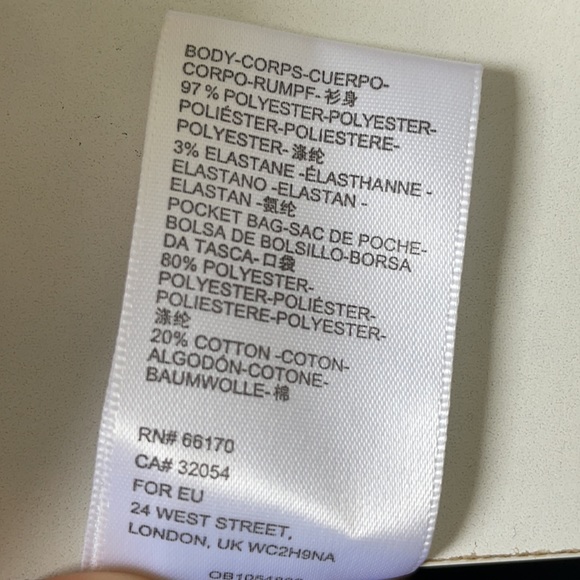 BODY-CORPS-CUERPO-
CORPO-RUMPF-衫身
97 % POLYESTER-POLYESTER-
POLIÉSTER-POLIESTERE-
POLYESTER-涤纶
3% ELASTANE -ÉLASTHANNE -
ELASTANO -ELASTAN -
ELASTAN -氨纶
POCKET BAG-SAC DE POCHE-
BOLSA DE BOLSILLO-BORSA
DA TASCA-口袋
80% POLYESTER-
POLYESTER-POLIÉSTER-
POLIESTERE-POLYESTER-
涤纶
20% COTTON -COTON-
ALGODÓN-COTONE-
BAUMWOLLE-棉
RN# 66170
CA# 32054
FOR EU
24 WEST STREET,
LONDON, UK WC2H9NA